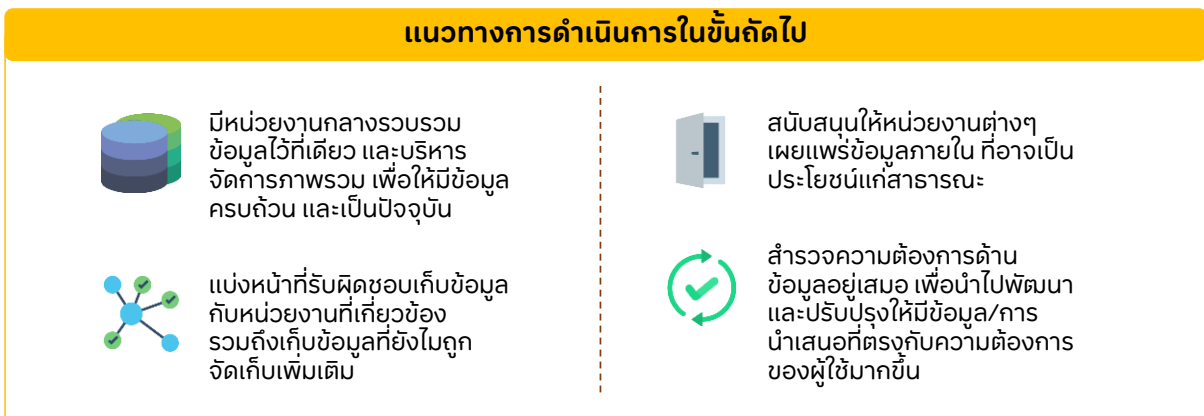 แนวทางการดำเนินการในขั้นถัดไป
มีหน่วยงานกลางรวบรวม
ข้อมูลไว้ที่เดียว และบริหาร
จัดการภาพรวม เพื่อให้มีข้อมูล
ครบถ้วน และเป็นปัจจุบัน
แบ่งหน้าที่รับผิดชอบเก็บข้อมูล
กับหน่วยงานที่เกี่ยวข้อง
รวมถึงเก็บข้อมูลที่ยังไมถูก
จัดเก็บเพิ่มเติม
สนับสนุนให้หน่วยงานต่างๆ
เผยแพร่ข้อมูลภายใน ที่อาจเป็น
ประโยชน์แก่สาธารณะ
สำรวจความต้องการด้าน
ข้อมูลอยู่เสมอ เพื่อนำไปพัฒนา
และปรับปรุงให้มีข้อมูล/การ
นำเสนอที่ตรงกับความต้องการ
ของผู้ใช้มากขึ้น